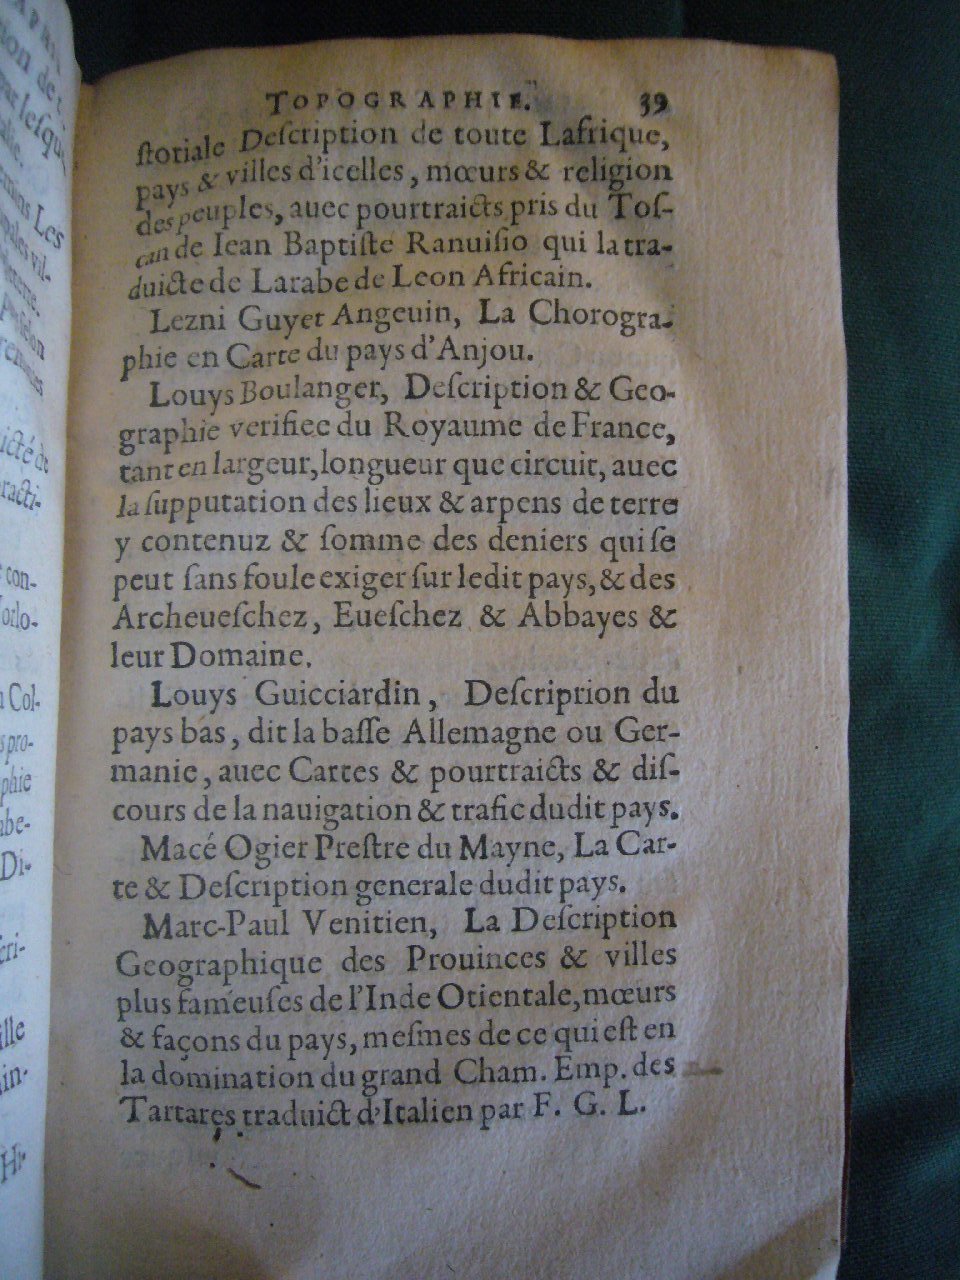 TOPOGRAPHIE. 39
ſtoriale Deſcription de toute Lafrique,
pays & villes d'icelles, mœurs & religion
des peuples, auec pourtraicts pris du Toſ-
can de Iean Baptiſte Ranuiſio qui la tra-
duicte de Larabe de Leon Africain.
Lezni Guyet Angeuin, La Chorogra-
phie en Carte du pays d'Anjou.
Louys Boulanger, Deſcription & Geo-
graphie verifiee du Royaume de France,
tant en largeur, longueur que circuit, auec
la ſupputation des lieux & arpens de terre
y contenuz & ſomme des deniers qui ſe
peut ſans foule exiger ſur ledit pays, & des
Archeueſchez, Eueſchez & Abbayes &
leur Domaine.
Louys Guicciardin, Deſcriprion du
pays bas, dit la baſſe Allemagne ou Ger-
manie, auec Cartes & pourtraicts & diſ-
cours de la nauigation & trafic dudit pays.
Macé Ogier Preſtre du Mayne, La Car-
te & Deſcription generale dudit pays.
Marc-Paul Venitien, La Deſcription
Geographique des Prouinces & villes
plus fameuſes de l'Inde Otientale, mœurs
& façons du pays, meſmes de ce qui eſt en
la domination du grand Cham. Emp. des
Tartares traduict d'Italien par F. G. L.